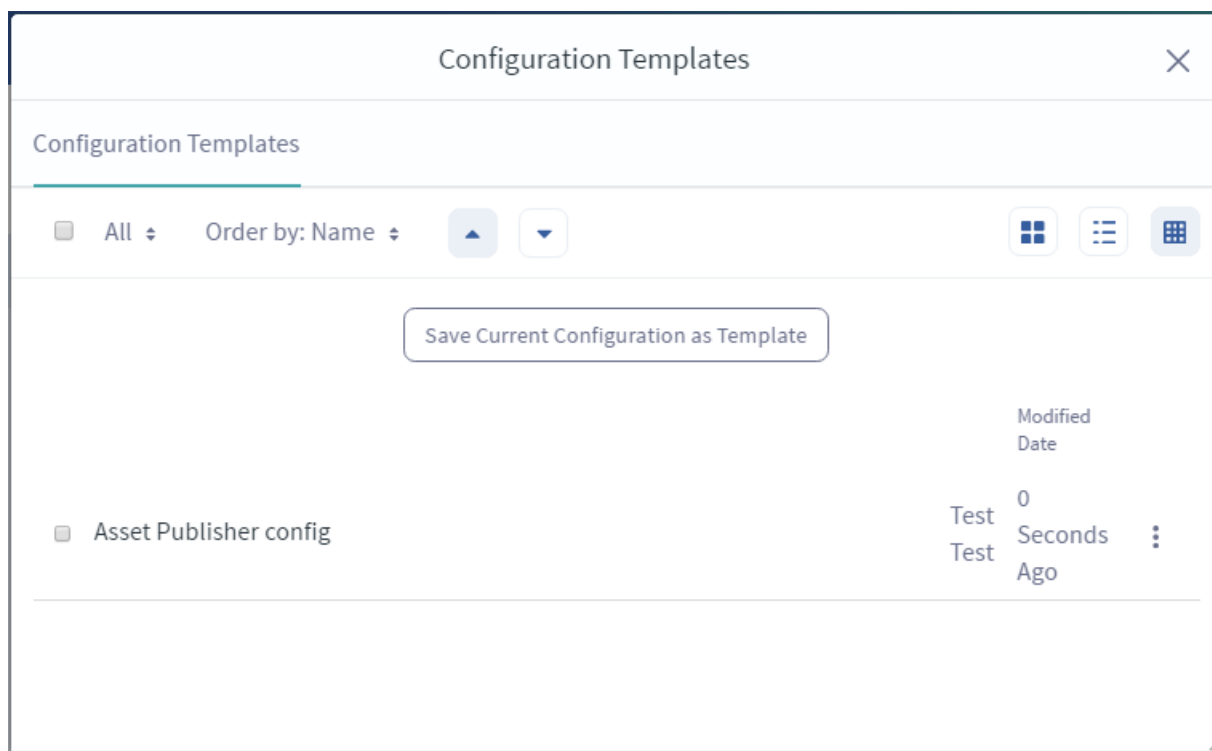 Configuration Templates
Configuration Templates
All Order by: Name
Save Current Configuration as Template
Modified
Date
Asset Publisher config
Test
Test
0
Seconds
Ago